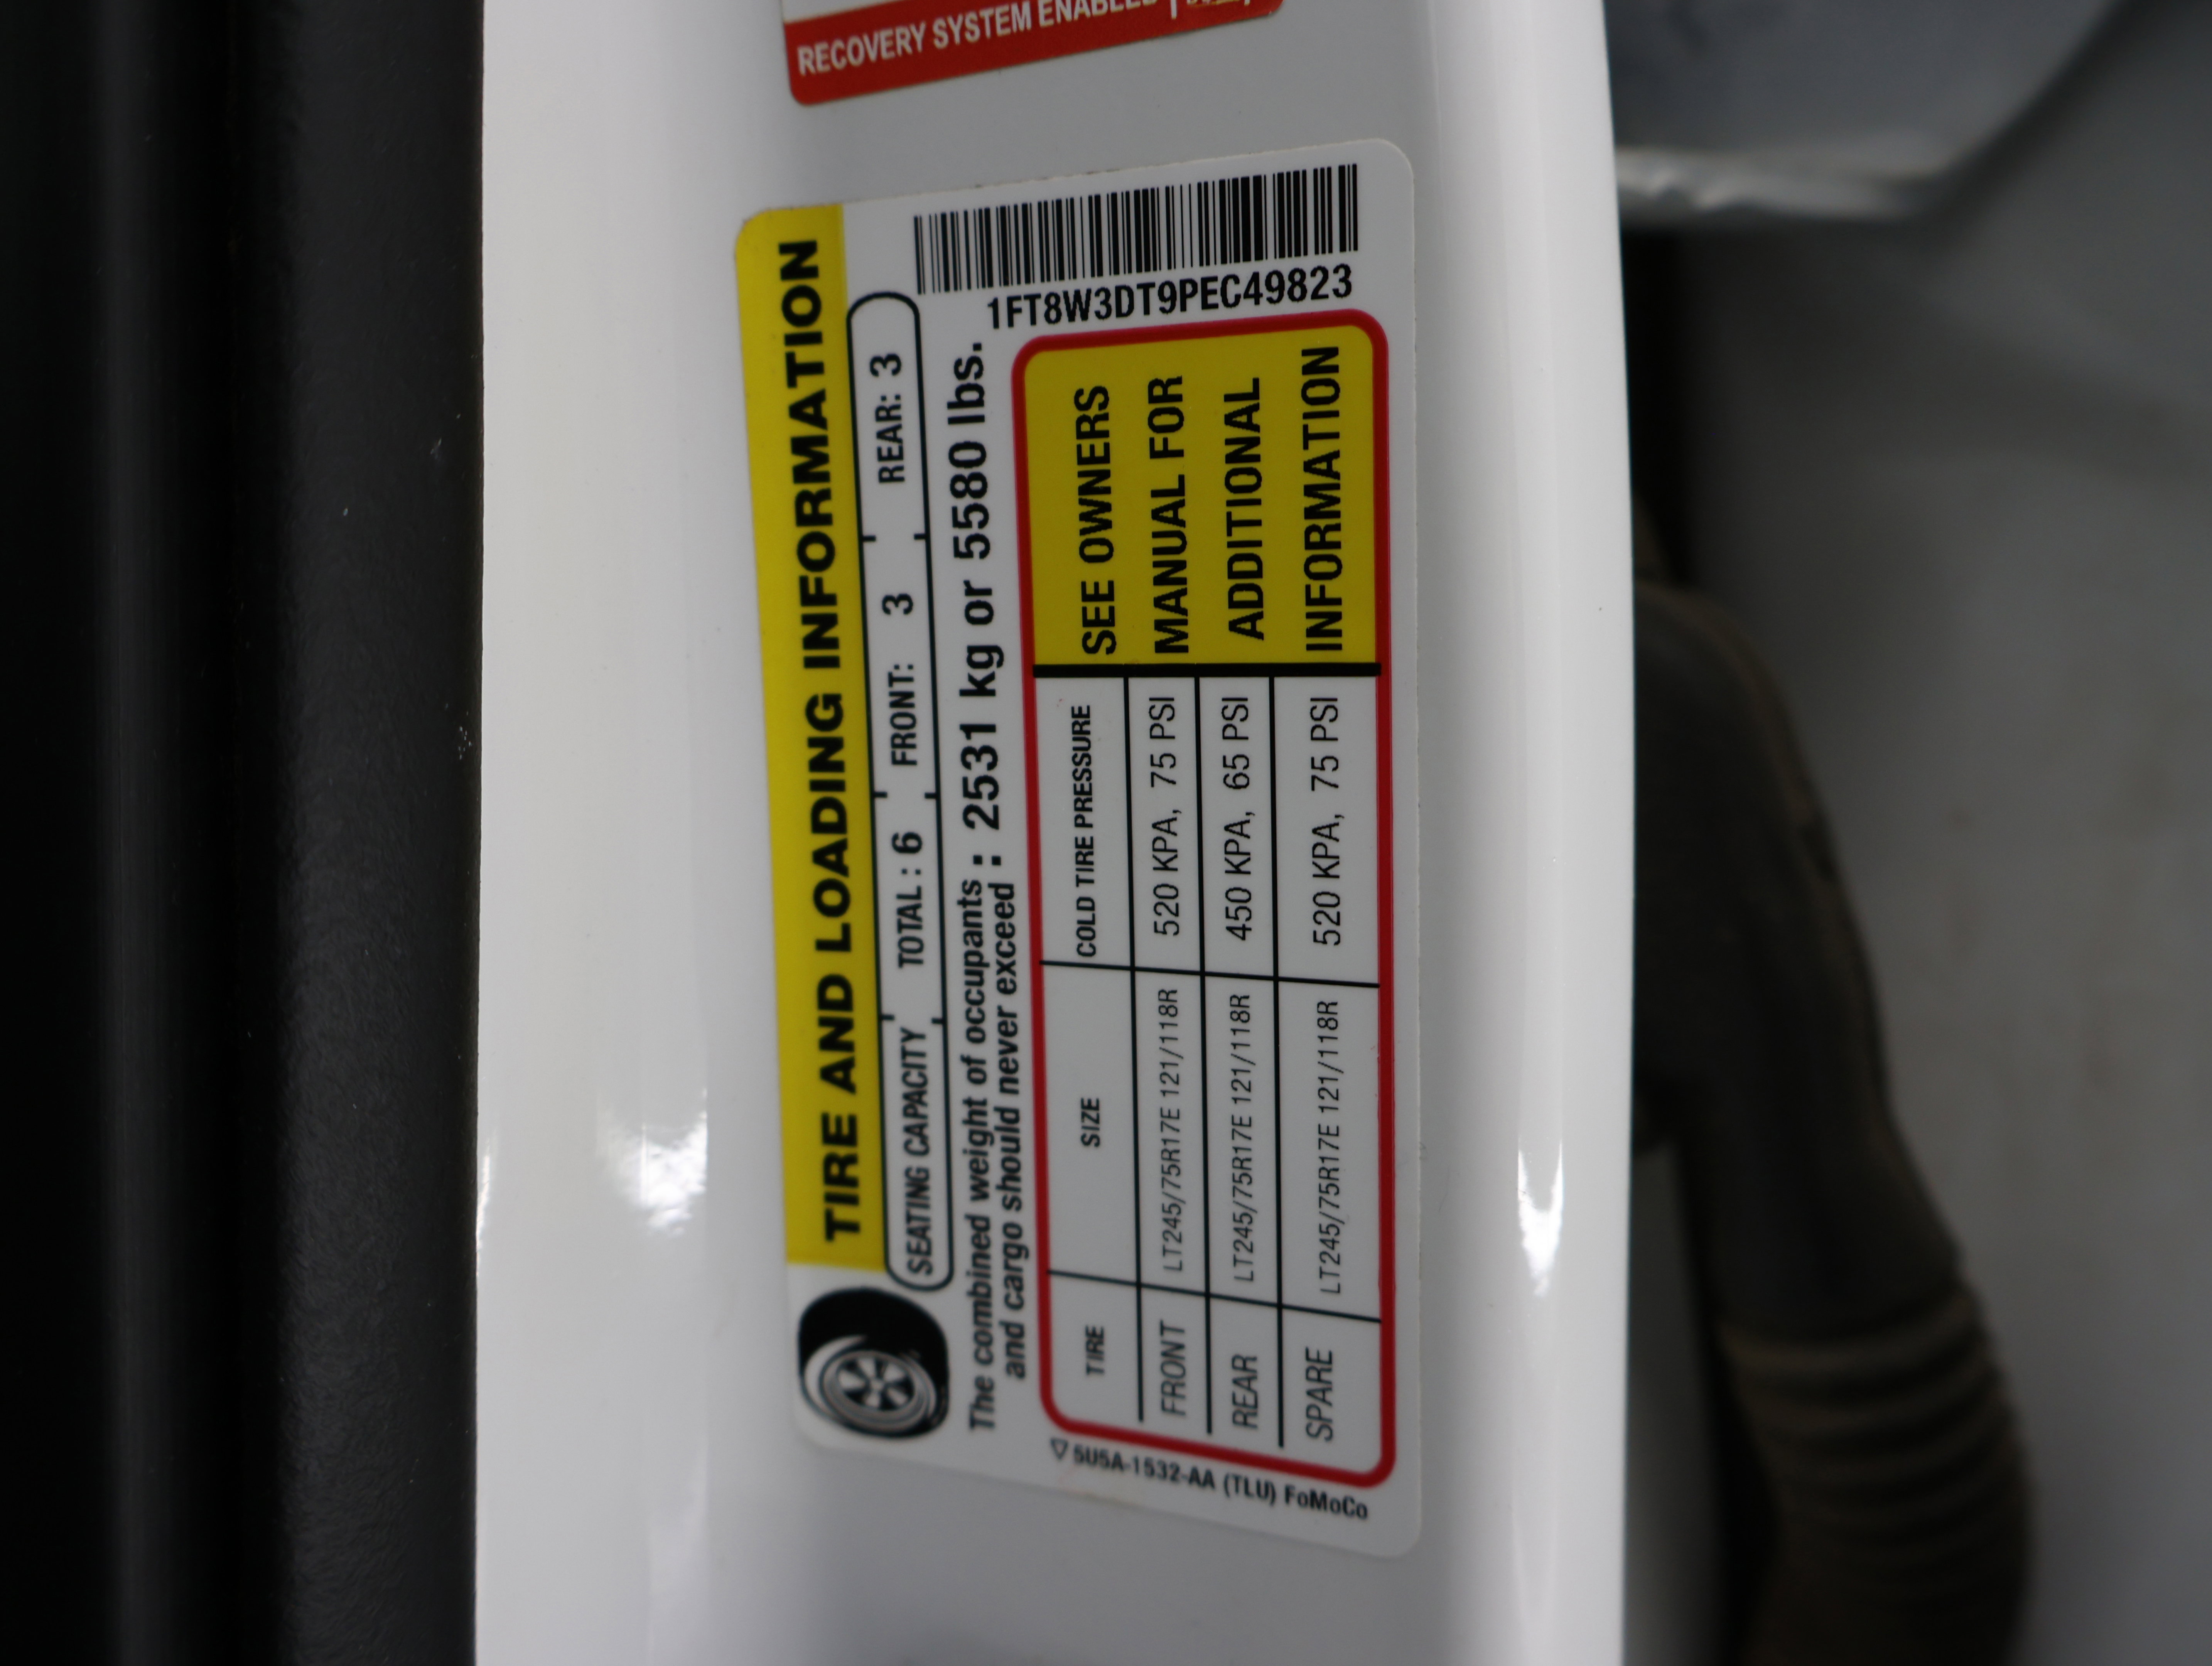 RECOVERY SYSTEM ENABLED
TIRE AND LOADING INFORMATION
SEATING CAPACITY TOTAL : 6 FRONT: 3 REAR: 3
The combined weight of occupants : 2531 kg or 5580 lbs.
and cargo should never exceed :
1FT8W3DT9PEC49823
TIRE SIZE COLD TIRE PRESSURE SEE OWNERS
FRONT LT245/75R17E 121/118R 520 KPA, 75 PSI MANUAL FOR
REAR LT245/75R17E 121/118R 450 KPA, 65 PSI ADDITIONAL
SPARE LT245/75R17E 121/118R 520 KPA, 75 PSI INFORMATION
5U5A-1532-AA (TLU) FoMoCo